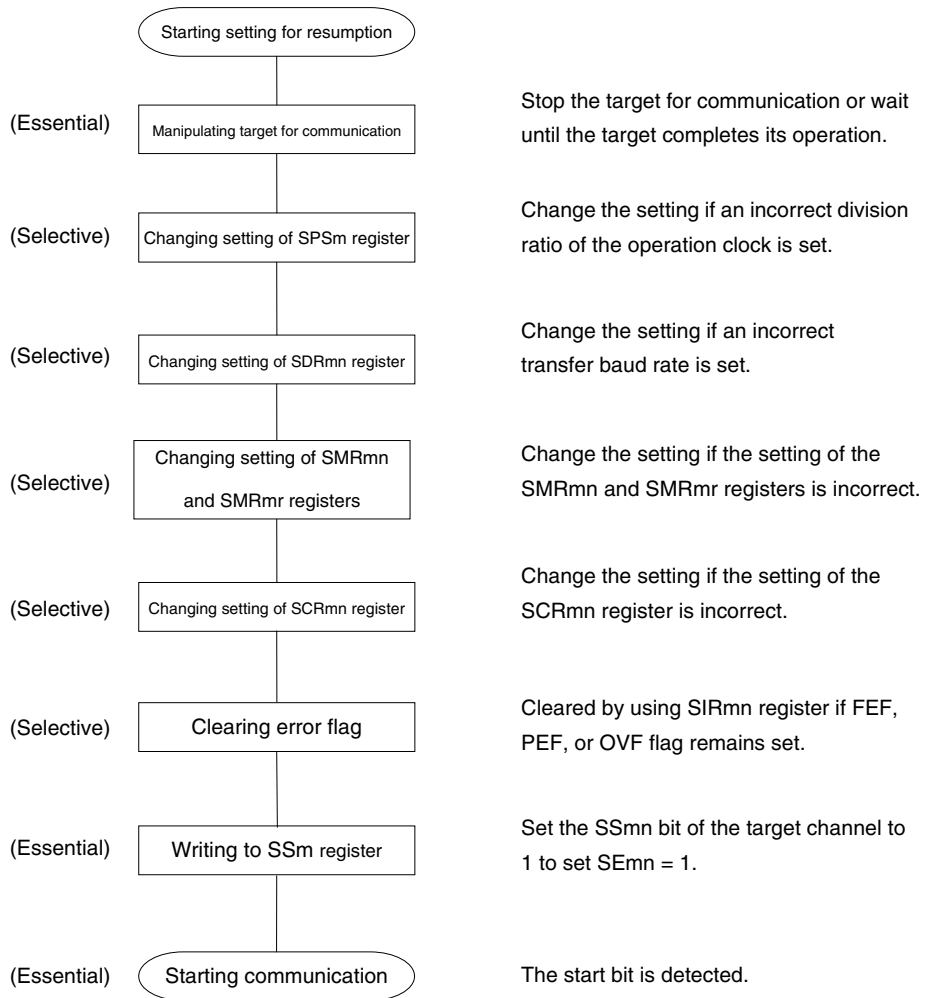 Starting setting for resumption
(Essential)
Manipulating target for communication
Stop the target for communication or wait
until the target completes its operation.
(Selective)
Changing setting of SPSm register
Change the setting if an incorrect division
ratio of the operation clock is set.
(Selective)
Changing setting of SDRmn register
Change the setting if an incorrect
transfer baud rate is set.
(Selective)
Changing setting of SMRmn
and SMRmr registers
Change the setting if the setting of the
SMRmn and SMRmr registers is incorrect.
(Selective)
Changing setting of SCRmn register
Change the setting if the setting of the
SCRmn register is incorrect.
(Selective)
Clearing error flag
Cleared by using SIRmn register if FEF,
PEF, or OVF flag remains set.
(Essential)
Writing to SSm register
Set the SSmn bit of the target channel to
1 to set SEmn = 1.
(Essential)
Starting communication
The start bit is detected.